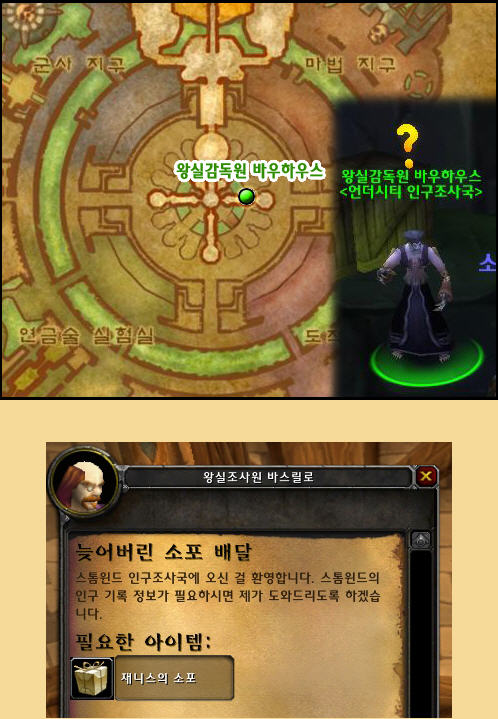 군사 지구
마법 지구
왕실감독원 바우하우스
왕실감독원 바우하우스
<언더시티 인구조사국>
소
연금술 실험실
도
왕실조사원 바스릴로
늦어버린 소포 배달
스톰윈드 인구조사국에 오신 걸 환영합니다. 스톰윈드의
인구 기록 정보가 필요하시면 제가 도와드리도록 하겠습
니다.
필요한 아이템:
재니스의 소포